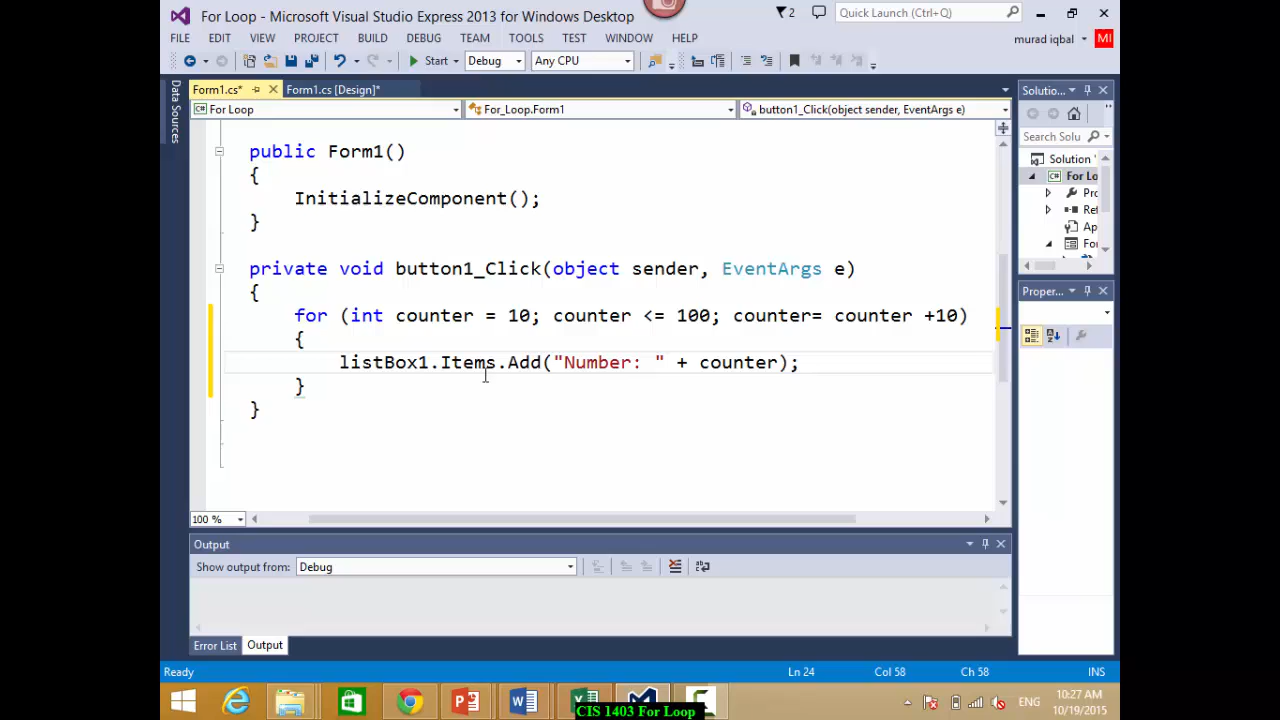 For Loop - Microsoft Visual Studio Express 2013 for Windows Desktop
2
Quick Launch (Ctrl+Q)
FILE EDIT VIEW PROJECT BUILD DEBUG TEAM TOOLS TEST WINDOW HELP
murad iqbal MI
Start Debug Any CPU
Data Sources
Form1.cs* Form1.cs [Design]*
For Loop For_Loop.Form1 button1_Click(object sender, EventArgs e)
public Form1()
{
InitializeComponent();
}
private void button1_Click(object sender, EventArgs e)
{
for (int counter = 10; counter <= 100; counter= counter +10)
{
listBox1.Items.Add("Number: " + counter);
}
}
100 %
Solutio...
Search Solu
Solution '
C# For Lo
Pro
Ref
Ap
For
Proper...
Output
Show output from: Debug
Error List Output
Ready Ln 24 Col 58 Ch 58 INS
CIS 1403 For Loop
ENG
10:27 AM
10/19/2015